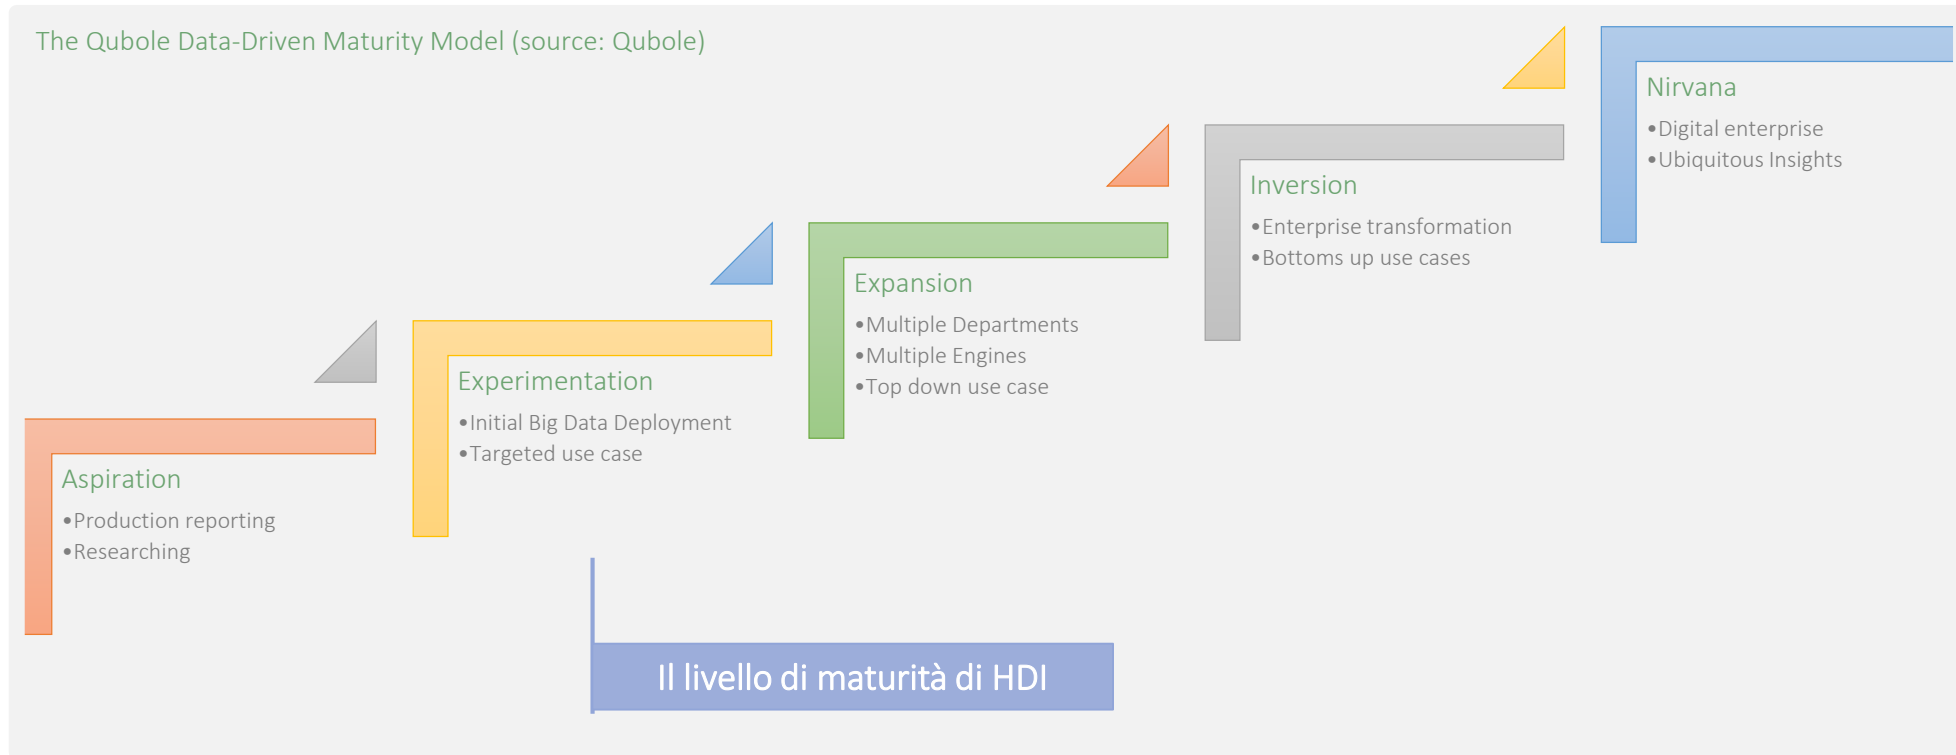 The Qubole Data-Driven Maturity Model (source: Qubole)
Aspiration
•Production reporting
•Researching
Experimentation
•Initial Big Data Deployment
•Targeted use case
Expansion
•Multiple Departments
•Multiple Engines
•Top down use case
Inversion
•Enterprise transformation
•Bottoms up use cases
Nirvana
•Digital enterprise
•Ubiquitous Insights
Il livello di maturità di HDI